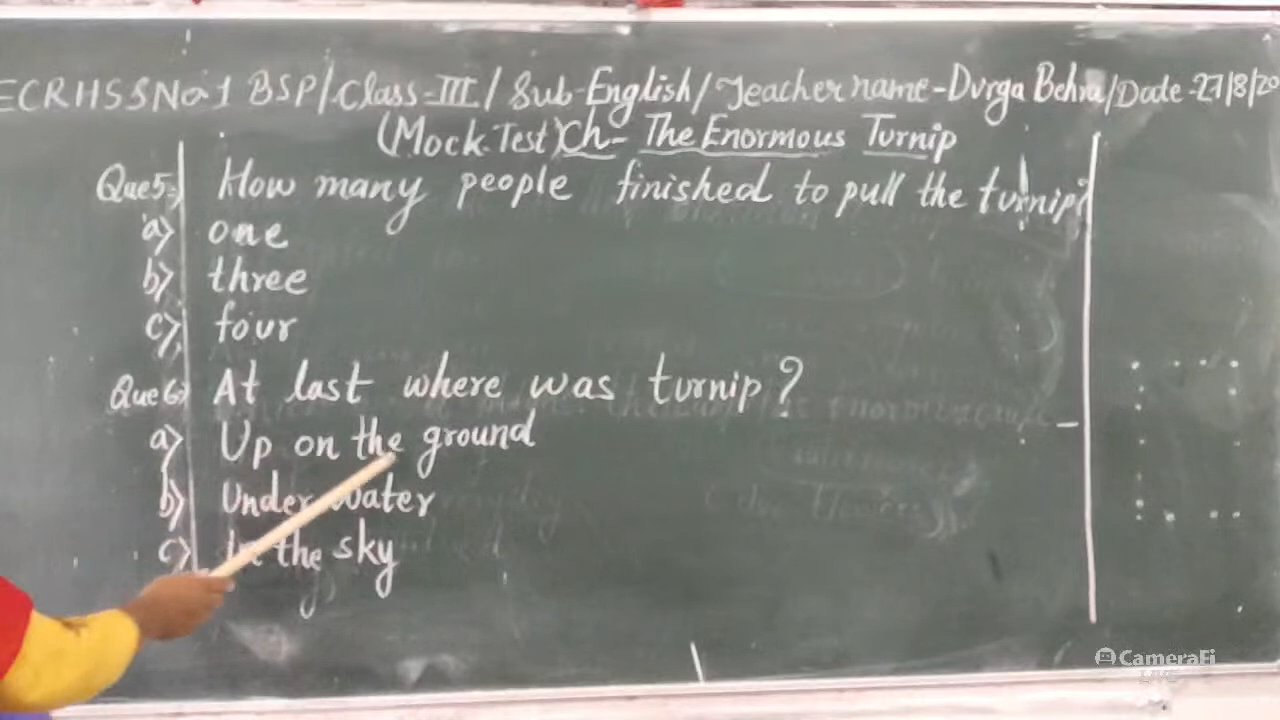 ECRHSSNo1 BSP/Class-III/Sub-English/Teacher name-Durga Behra/Date-27/8/20
(Mock Test)Ch- The Enormous Turnip
Que5:) How many people finished to pull the turnip?
a) one
b) three
c) four
Que6:) At last where was turnip?
a) Up on the ground
b) Under water
c) in the sky
CameraFi
Live